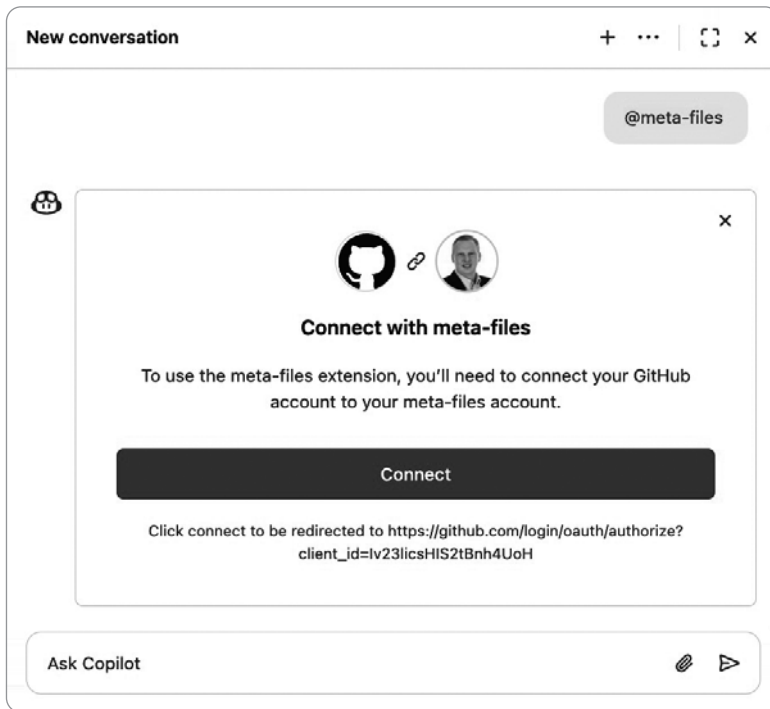 New conversation
@meta-files
Connect with meta-files
To use the meta-files extension, you'll need to connect your GitHub
account to your meta-files account.
Connect
Click connect to be redirected to https://github.com/login/oauth/authorize?
client_id=Iv23licsHIS2tBnh4UoH
Ask Copilot